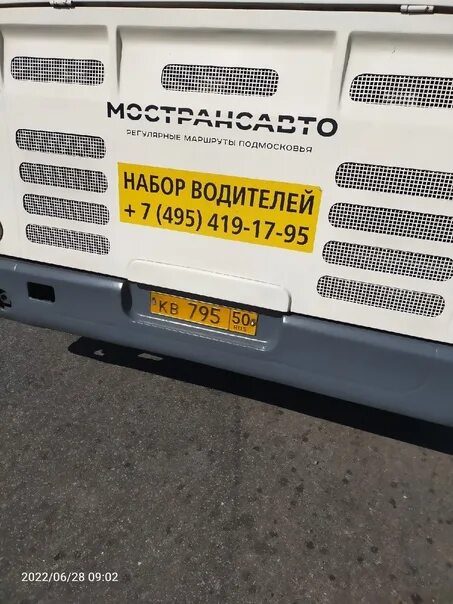 МОСТРАНСАВТО
РЕГУЛЯРНЫЕ МАРШРУТЫ ПОДМОСКОВЬЯ
НАБОР ВОДИТЕЛЕЙ
+ 7 (495) 419-17-95
КВ 795 50
RUS
2022/06/28 09:02